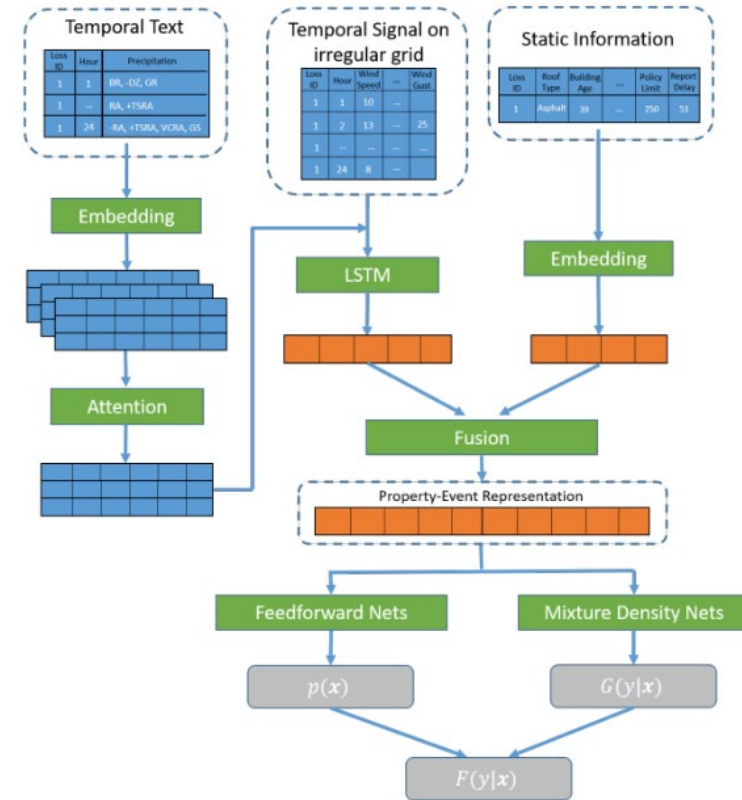 Temporal Text
Loss ID Hour Precipitation
1 1 BR, -DZ, GR
1 ... RA, +TSRA
1 24 -RA, +TSRA, VCRA, GS
Temporal Signal on
irregular grid
Loss ID Hour Wind Speed ... Wind Gust
1 1 10 ...
1 2 13 ... 25
1 ... ... ... ...
1 24 8 ...
Static Information
Loss ID Roof Type Building Age ... Policy Limit Report Delay
1 Asphalt 39 ... 250 51
Embedding
LSTM
Embedding
Attention
Fusion
Property-Event Representation
Feedforward Nets
Mixture Density Nets
p(x)
G(y|x)
F(y|x)